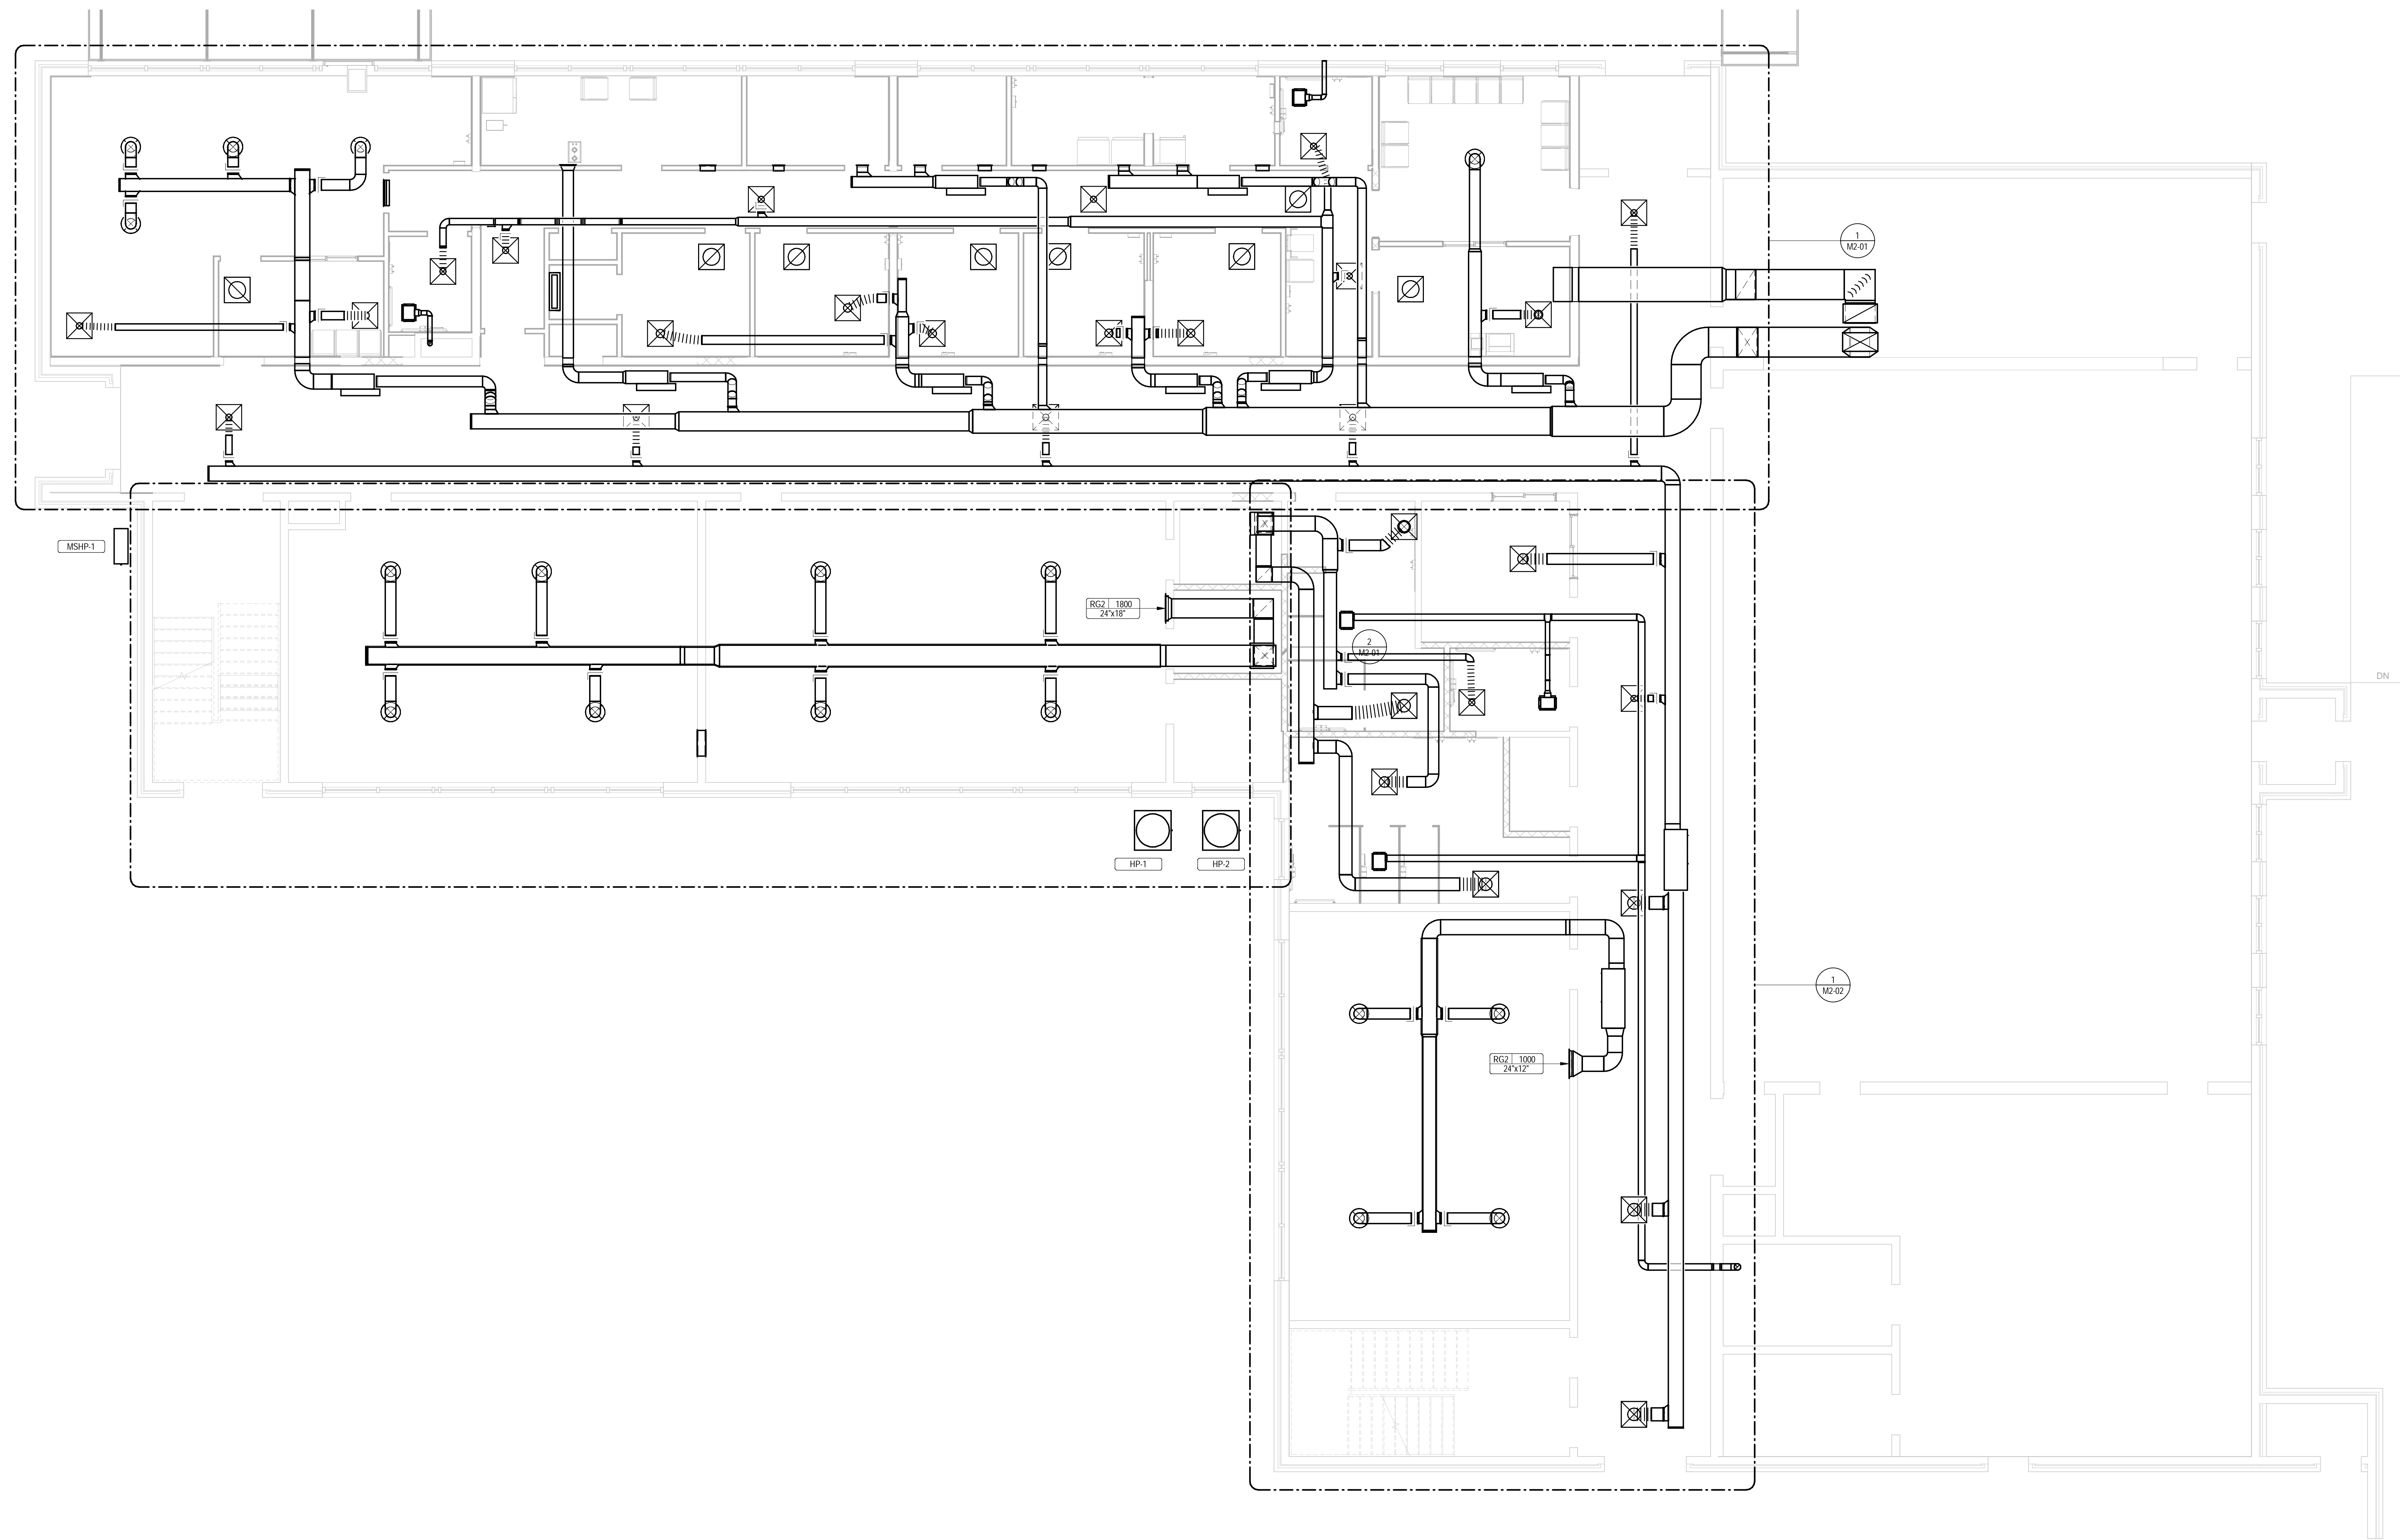 1
M2-01
MSHP-1
RG2 1800
24"x18"
2
M2-01
DN
HP-1
HP-2
1
M2-02
RG2 1000
24"x12"